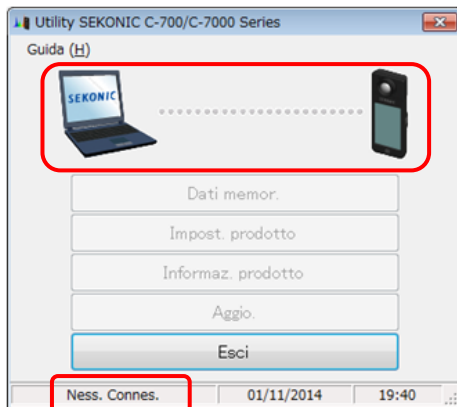 Utility SEKONIC C-700/C-7000 Series
Guida (H)
SEKONIC
Dati memor.
Impost. prodotto
Informaz. prodotto
Aggio.
Esci
Ness. Connes. 01/11/2014 19:40